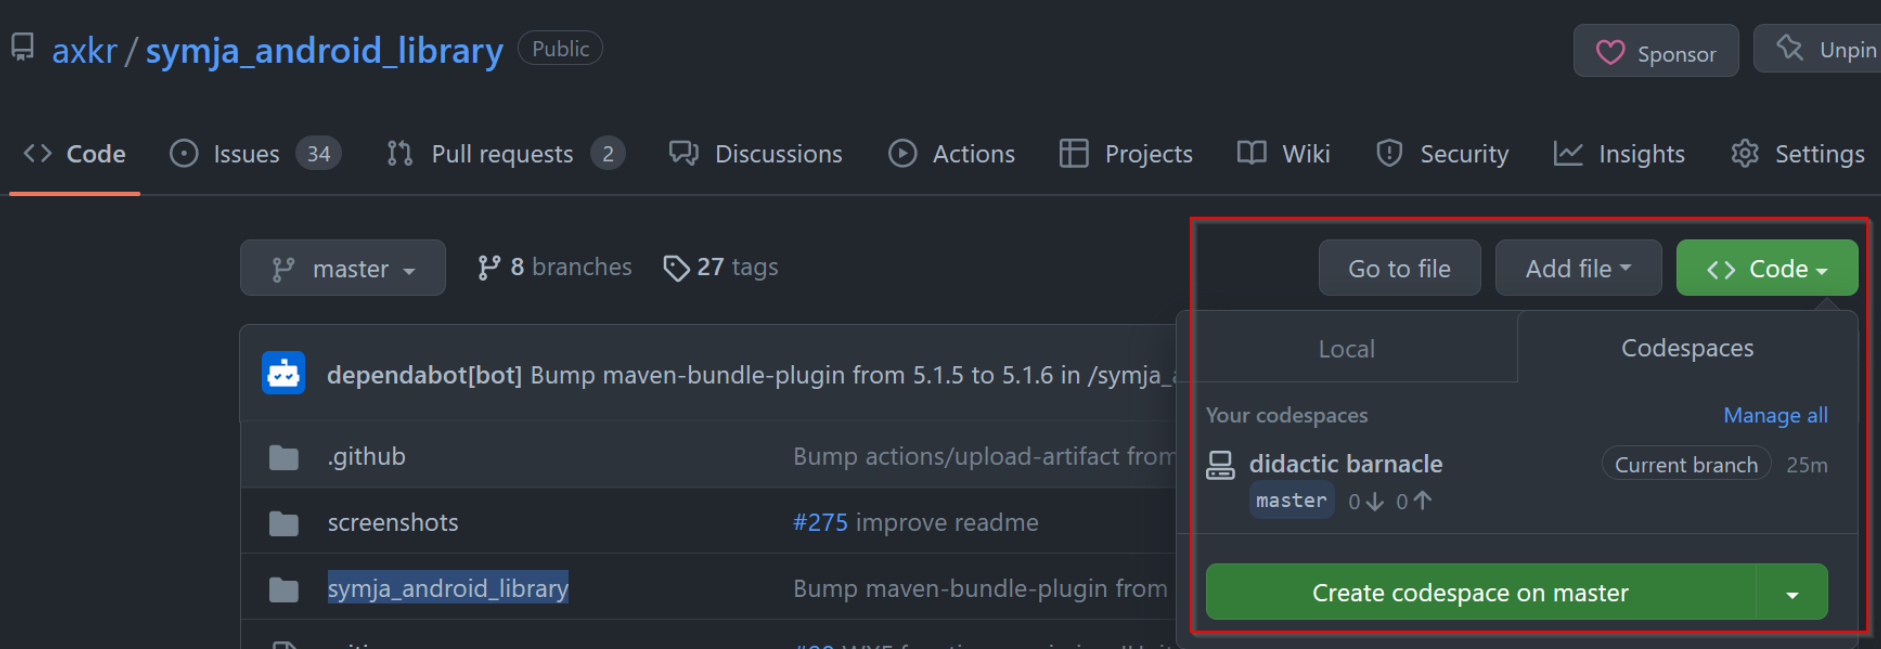 axkr / symja_android_library Public Sponsor Unpin
Code Issues 34 Pull requests 2 Discussions Actions Projects Wiki Security Insights Settings
master 8 branches 27 tags Go to file Add file Code
Local Codespaces
dependabot[bot] Bump maven-bundle-plugin from 5.1.5 to 5.1.6 in /symja_
Your codespaces Manage all
.github Bump actions/upload-artifact from
didactic barnacle Current branch 25m
master 0 0
screenshots #275 improve readme
symja_android_library Bump maven-bundle-plugin from
Create codespace on master